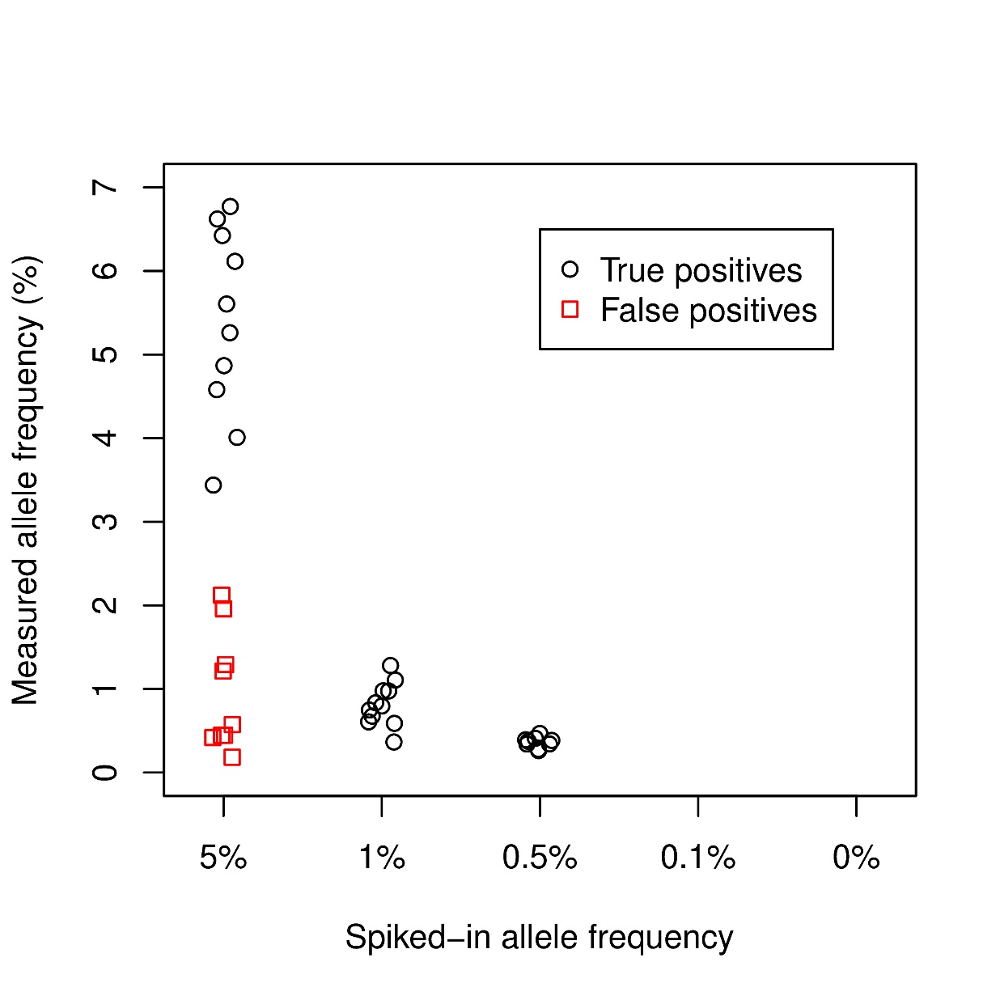 7
6
5
4
3
2
1
0
Measured allele frequency (%)
True positives
False positives
5% 1% 0.5% 0.1% 0%
Spiked−in allele frequency